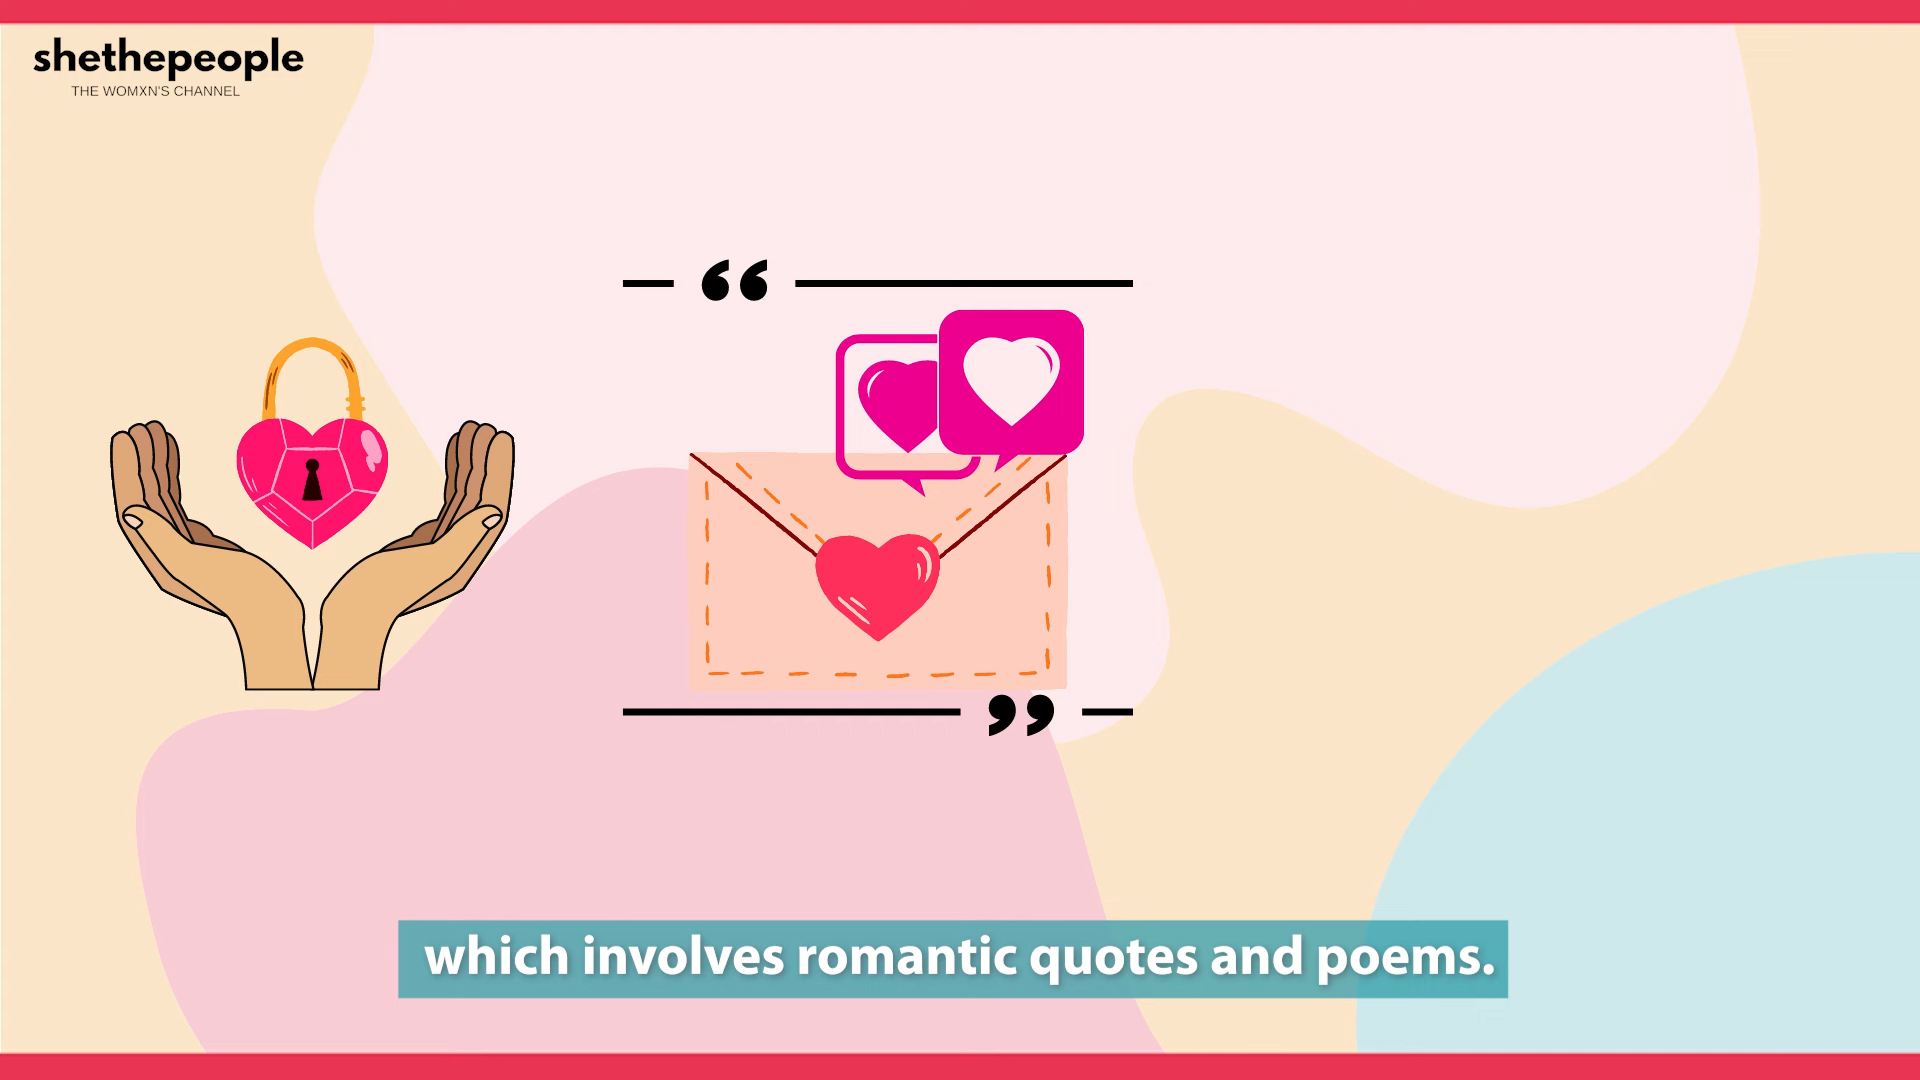 shethepeople
THE WOMXN'S CHANNEL
“
”
which involves romantic quotes and poems.